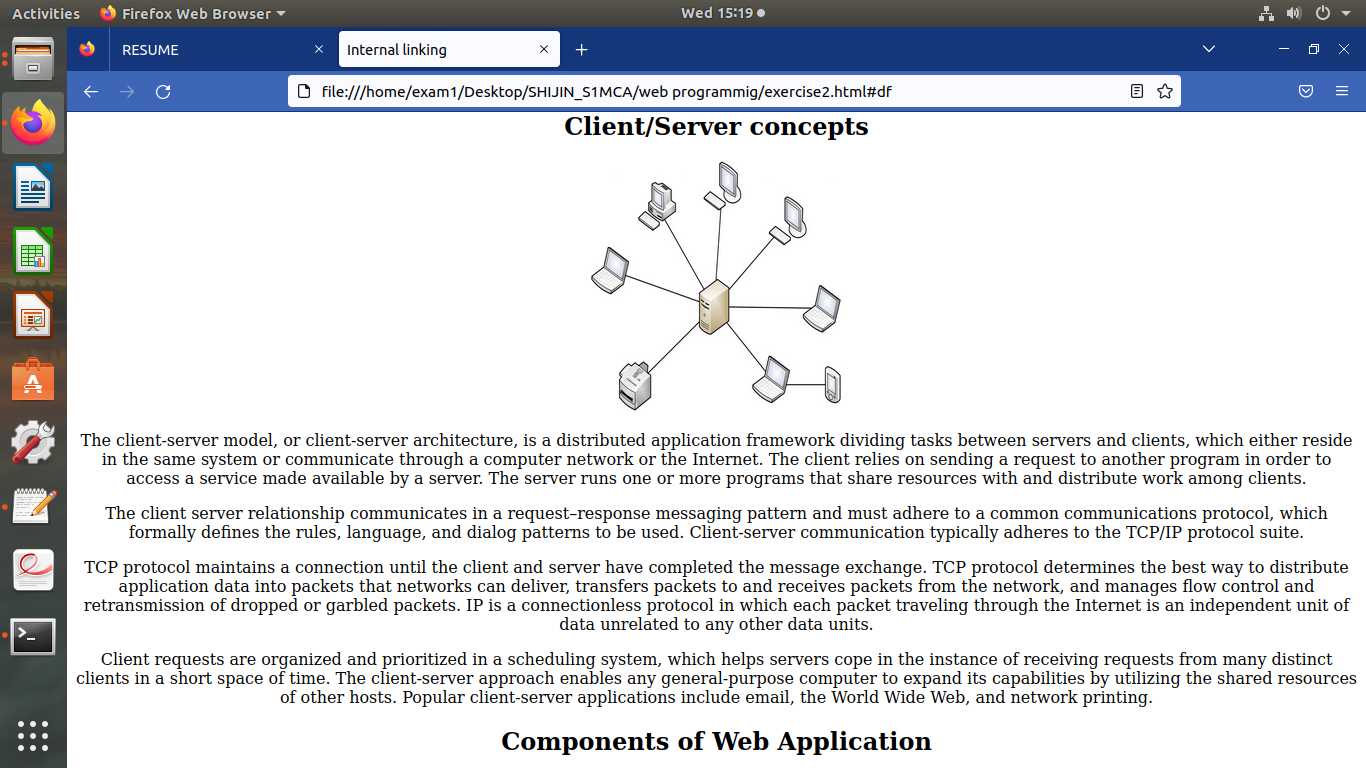 Activities Firefox Web Browser Wed 15:19
RESUME Internal linking
file:///home/exam1/Desktop/SHIJIN_S1MCA/web programmig/exercise2.html#df
Client/Server concepts
The client-server model, or client-server architecture, is a distributed application framework dividing tasks between servers and clients, which either reside
in the same system or communicate through a computer network or the Internet. The client relies on sending a request to another program in order to
access a service made available by a server. The server runs one or more programs that share resources with and distribute work among clients.
The client server relationship communicates in a request–response messaging pattern and must adhere to a common communications protocol, which
formally defines the rules, language, and dialog patterns to be used. Client-server communication typically adheres to the TCP/IP protocol suite.
TCP protocol maintains a connection until the client and server have completed the message exchange. TCP protocol determines the best way to distribute
application data into packets that networks can deliver, transfers packets to and receives packets from the network, and manages flow control and
retransmission of dropped or garbled packets. IP is a connectionless protocol in which each packet traveling through the Internet is an independent unit of
data unrelated to any other data units.
Client requests are organized and prioritized in a scheduling system, which helps servers cope in the instance of receiving requests from many distinct
clients in a short space of time. The client-server approach enables any general-purpose computer to expand its capabilities by utilizing the shared resources
of other hosts. Popular client-server applications include email, the World Wide Web, and network printing.
Components of Web Application